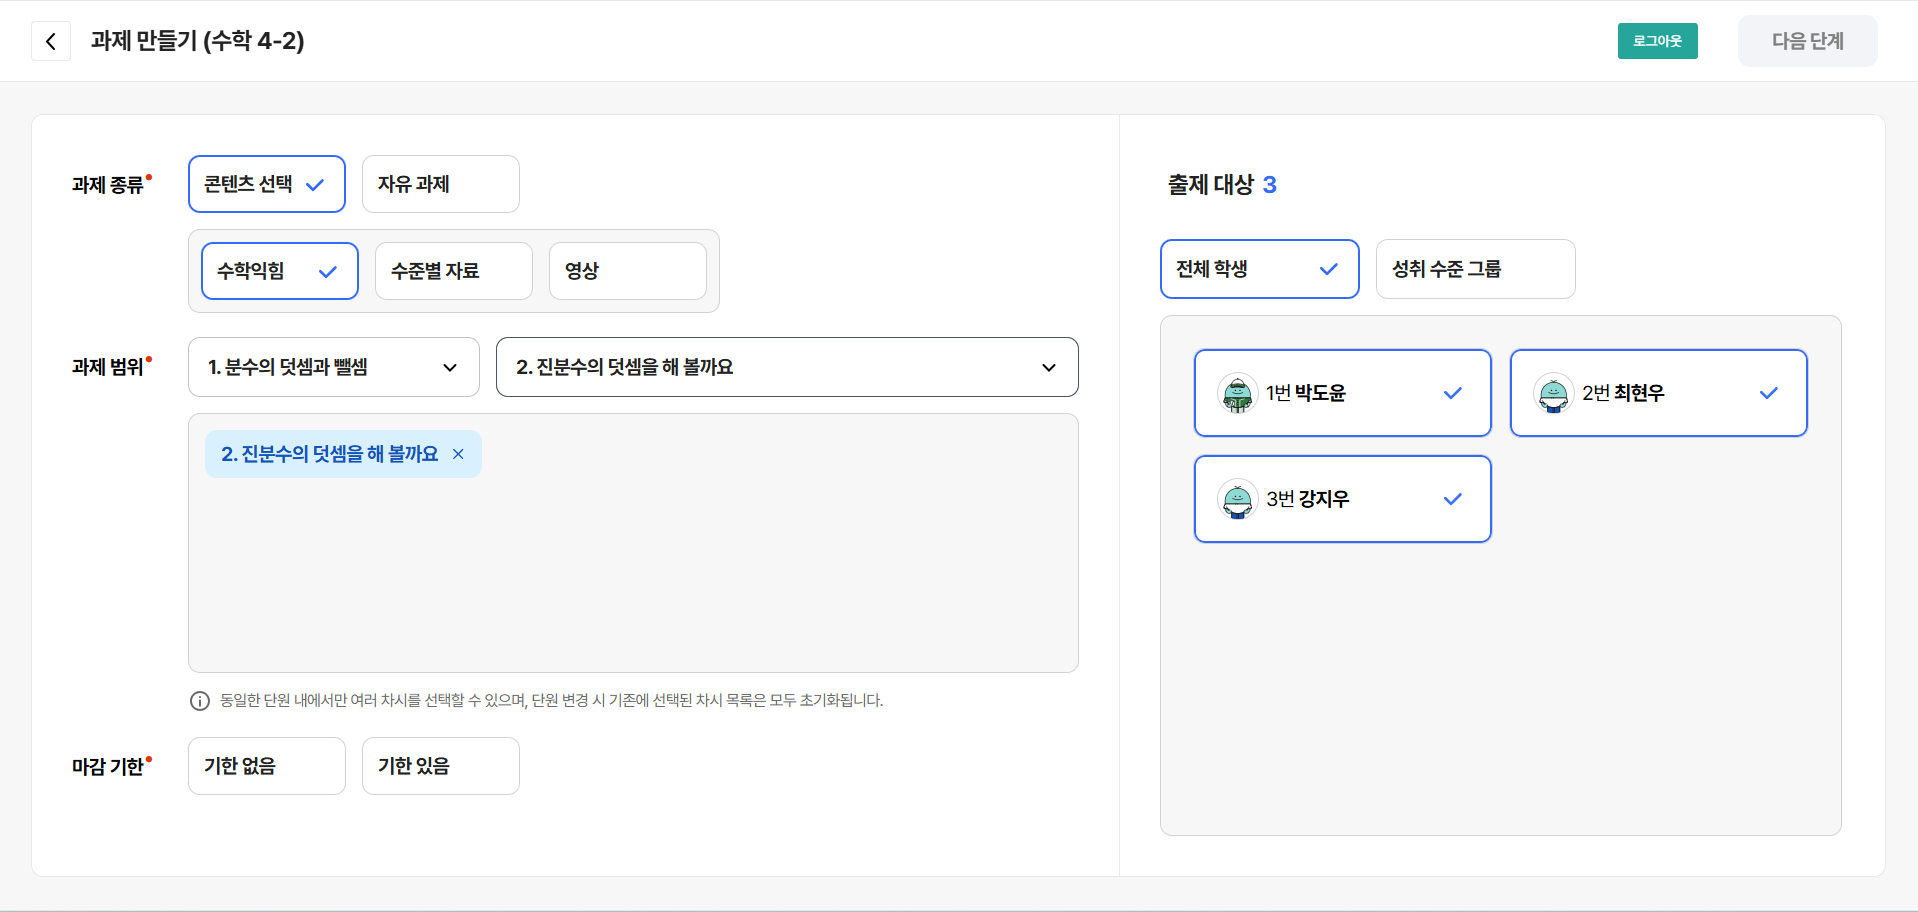 과제 만들기 (수학 4-2)
로그아웃
다음 단계
과제 종류
콘텐츠 선택
자유 과제
수학익힘
수준별 자료
영상
과제 범위
1. 분수의 덧셈과 뺄셈
2. 진분수의 덧셈을 해 볼까요
2. 진분수의 덧셈을 해 볼까요
동일한 단원 내에서만 여러 차시를 선택할 수 있으며, 단원 변경 시 기존에 선택된 차시 목록은 모두 초기화됩니다.
마감 기한
기한 없음
기한 있음
출제 대상 3
전체 학생
성취 수준 그룹
1번 박도윤
2번 최현우
3번 강지우